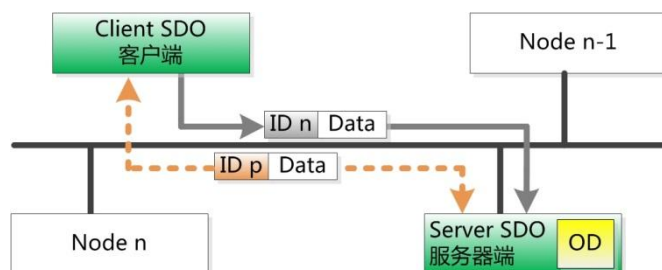 Client SDO
客户端
Node n-1
ID n Data
ID p Data
Node n
Server SDO
服务器端
OD